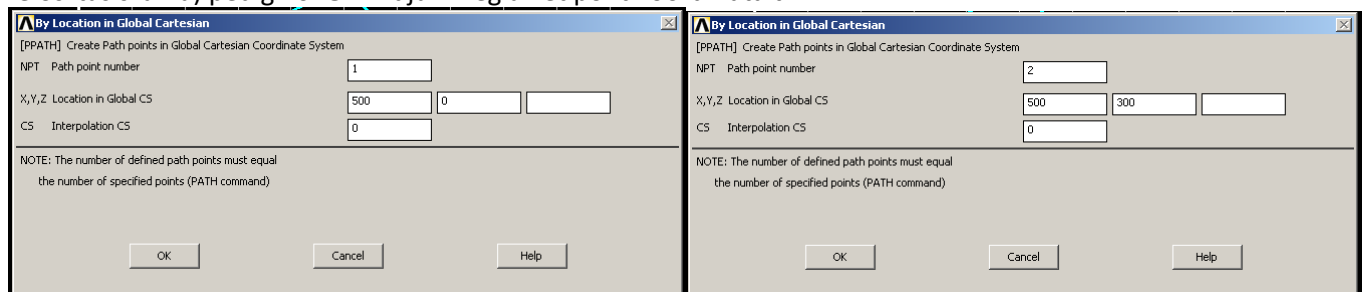 By Location in Global Cartesian
[PPATH] Create Path points in Global Cartesian Coordinate System
NPT Path point number 1
X,Y,Z Location in Global CS 500 0
CS Interpolation CS 0
NOTE: The number of defined path points must equal
the number of specified points (PATH command)
OK Cancel Help
By Location in Global Cartesian
[PPATH] Create Path points in Global Cartesian Coordinate System
NPT Path point number 2
X,Y,Z Location in Global CS 500 300
CS Interpolation CS 0
NOTE: The number of defined path points must equal
the number of specified points (PATH command)
OK Cancel Help